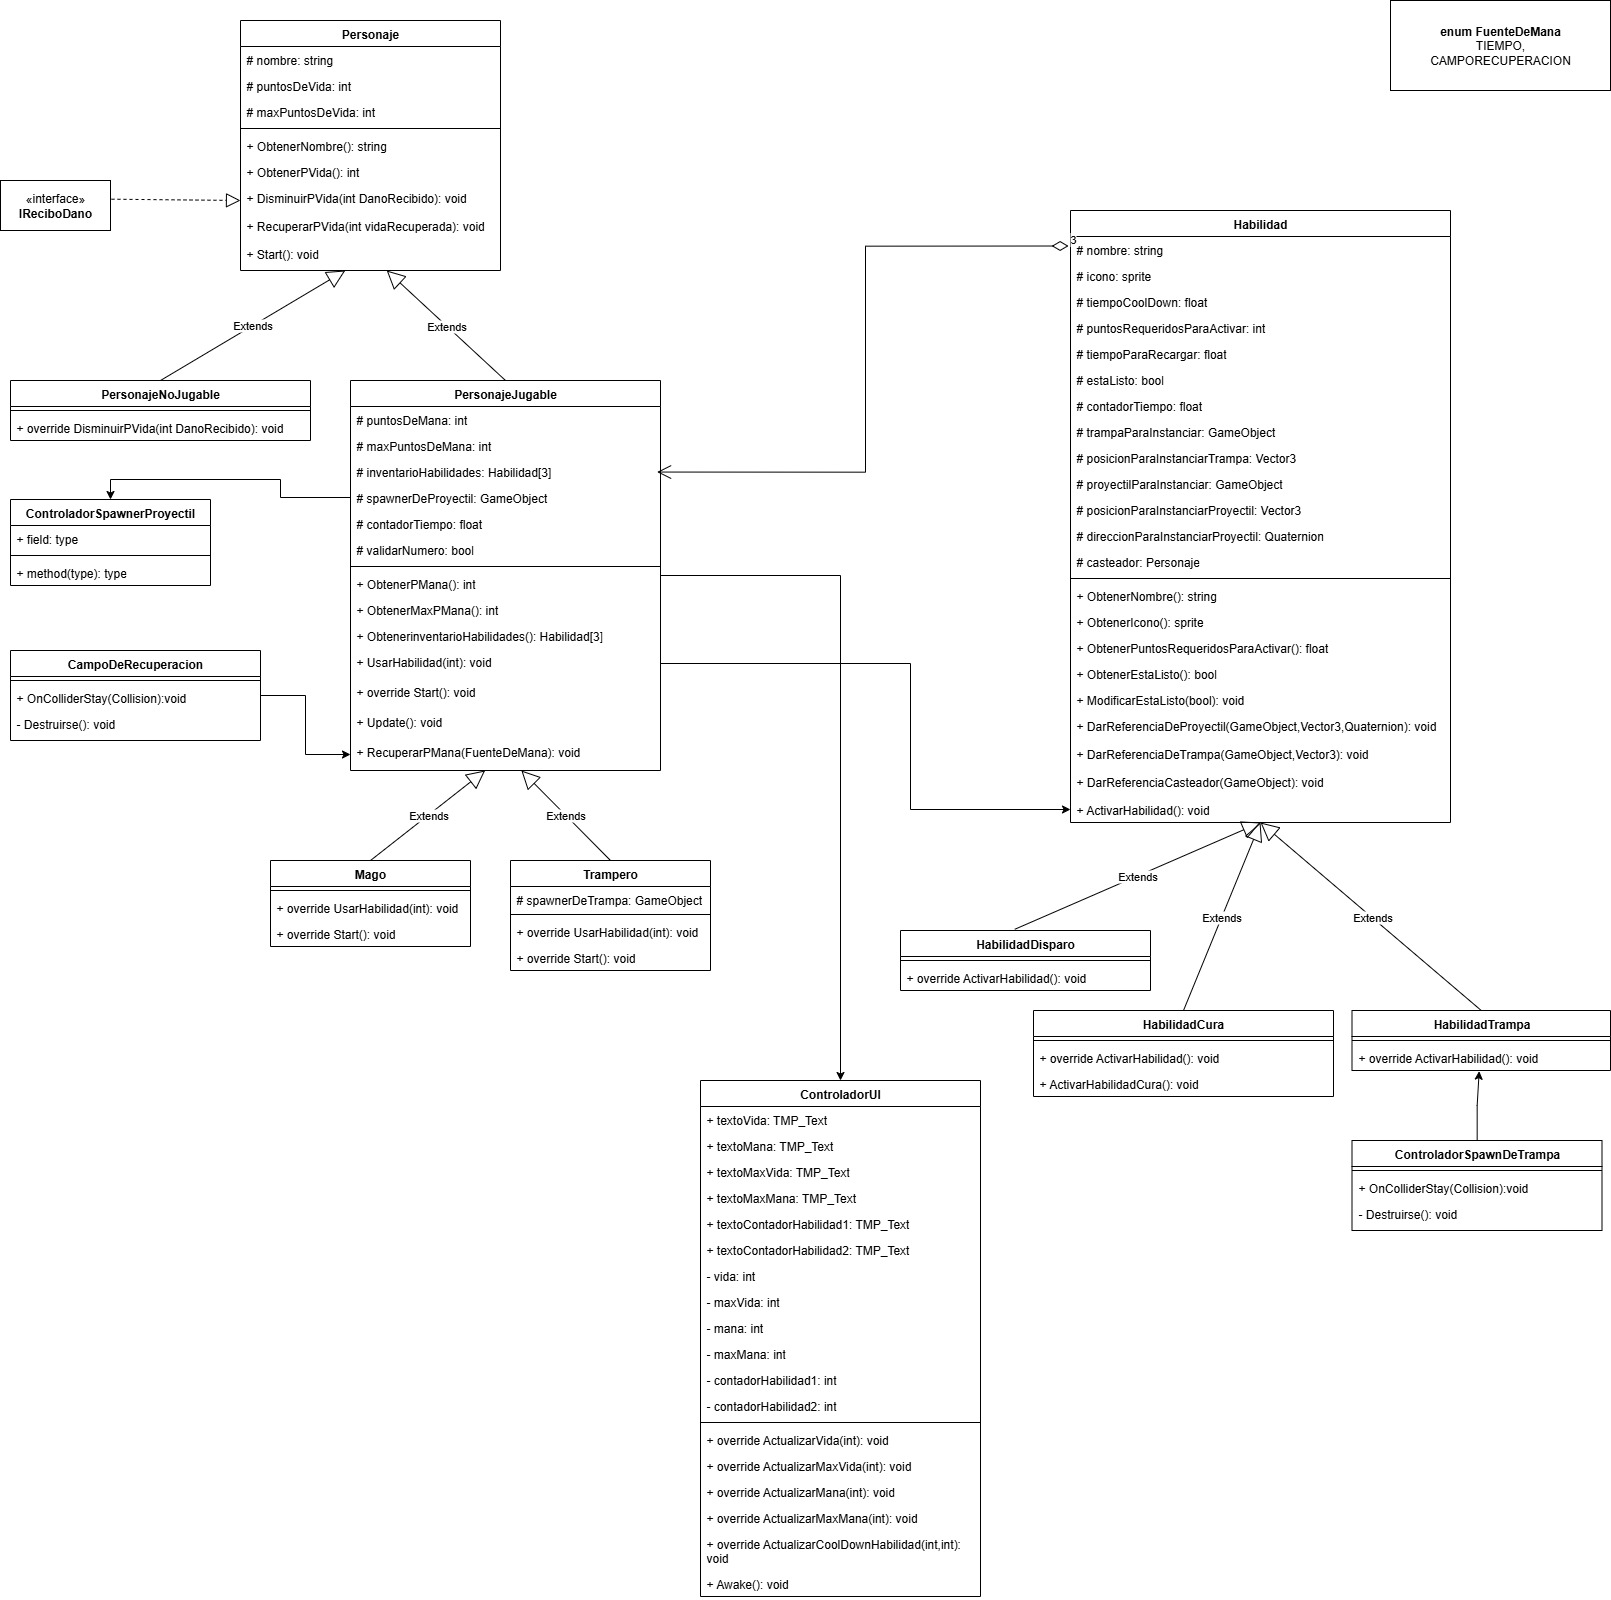 Personaje
# nombre: string
# puntosDeVida: int
# maxPuntosDeVida: int
+ ObtenerNombre(): string
+ ObtenerPVida(): int
+ DisminuirPVida(int DanoRecibido): void
+ RecuperarPVida(int vidaRecuperada): void
+ Start(): void
enum FuenteDeMana
TIEMPO,
CAMPORECUPERACION
«interface»
IReciboDano
Extends
Extends
PersonajeNoJugable
+ override DisminuirPVida(int DanoRecibido): void
PersonajeJugable
# puntosDeMana: int
# maxPuntosDeMana: int
# inventarioHabilidades: Habilidad[3]
# spawnerDeProyectil: GameObject
# contadorTiempo: float
# validarNumero: bool
+ ObtenerPMana(): int
+ ObtenerMaxPMana(): int
+ ObtenerinventarioHabilidades(): Habilidad[3]
+ UsarHabilidad(int): void
+ override Start(): void
+ Update(): void
+ RecuperarPMana(FuenteDeMana): void
ControladorSpawnerProyectil
+ field: type
+ method(type): type
CampoDeRecuperacion
+ OnColliderStay(Collision):void
- Destruirse(): void
Extends
Extends
Mago
+ override UsarHabilidad(int): void
+ override Start(): void
Trampero
# spawnerDeTrampa: GameObject
+ override UsarHabilidad(int): void
+ override Start(): void
Habilidad
3
# nombre: string
# icono: sprite
# tiempoCoolDown: float
# puntosRequeridosParaActivar: int
# tiempoParaRecargar: float
# estaListo: bool
# contadorTiempo: float
# trampaParaInstanciar: GameObject
# posicionParaInstanciarTrampa: Vector3
# proyectilParaInstanciar: GameObject
# posicionParaInstanciarProyectil: Vector3
# direccionParaInstanciarProyectil: Quaternion
# casteador: Personaje
+ ObtenerNombre(): string
+ ObtenerIcono(): sprite
+ ObtenerPuntosRequeridosParaActivar(): float
+ ObtenerEstaListo(): bool
+ ModificarEstaListo(bool): void
+ DarReferenciaDeProyectil(GameObject,Vector3,Quaternion): void
+ DarReferenciaDeTrampa(GameObject,Vector3): void
+ DarReferenciaCasteador(GameObject): void
+ ActivarHabilidad(): void
Extends
Extends
Extends
HabilidadDisparo
+ override ActivarHabilidad(): void
HabilidadCura
+ override ActivarHabilidad(): void
+ ActivarHabilidadCura(): void
HabilidadTrampa
+ override ActivarHabilidad(): void
ControladorSpawnDeTrampa
+ OnColliderStay(Collision):void
- Destruirse(): void
ControladorUI
+ textoVida: TMP_Text
+ textoMana: TMP_Text
+ textoMaxVida: TMP_Text
+ textoMaxMana: TMP_Text
+ textoContadorHabilidad1: TMP_Text
+ textoContadorHabilidad2: TMP_Text
- vida: int
- maxVida: int
- mana: int
- maxMana: int
- contadorHabilidad1: int
- contadorHabilidad2: int
+ override ActualizarVida(int): void
+ override ActualizarMaxVida(int): void
+ override ActualizarMana(int): void
+ override ActualizarMaxMana(int): void
+ override ActualizarCoolDownHabilidad(int,int):
void
+ Awake(): void